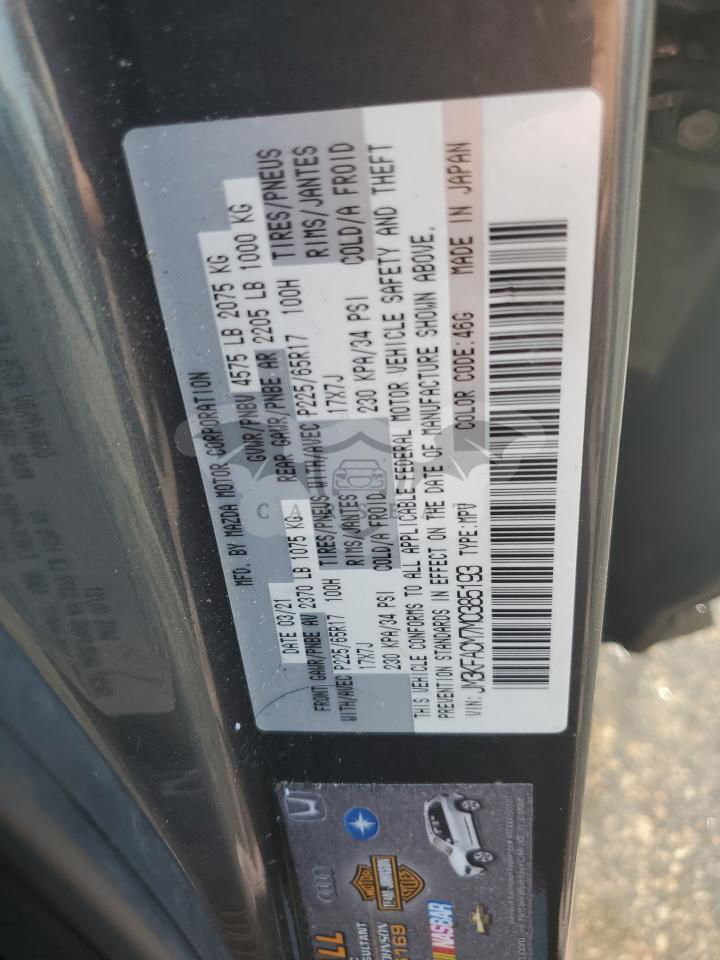 MFD. BY MAZDA MOTOR CORPORATION
DATE 03/21
GVWR/PNBV 4575 LB 2075 KG
FRONT GAWR/PNBE AV 2370 LB 1075 KG
REAR GAWR/PNBE AR 2205 LB 1000 KG
WITH/AVEC P225/65R17 100H
TIRES/PNEUS WITH/AVEC P225/65R17 100H
TIRES/PNEUS
17X7J
RIMS/JANTES
17X7J
RIMS/JANTES
230 KPA/34 PSI
COLD/A FROID
230 KPA/34 PSI
COLD/A FROID
THIS VEHICLE CONFORMS TO ALL APPLICABLE FEDERAL MOTOR VEHICLE SAFETY AND THEFT
PREVENTION STANDARDS IN EFFECT ON THE DATE OF MANUFACTURE SHOWN ABOVE.
VIN: JM3KFACM7M0385193 TYPE:MPV COLOR CODE:46G MADE IN JAPAN
NASBAR